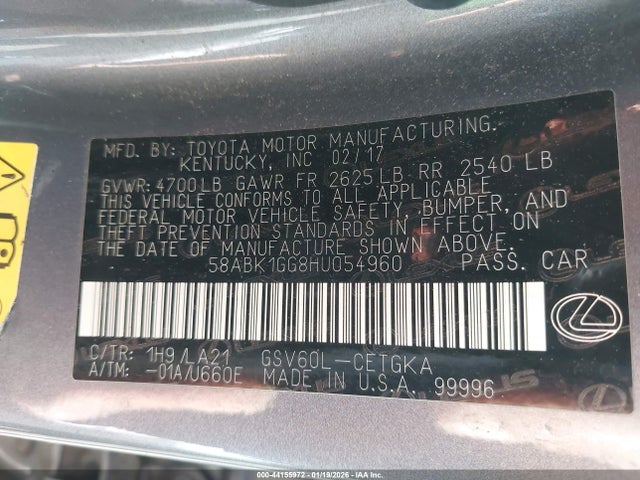 MFD. BY: TOYOTA MOTOR MANUFACTURING.
KENTUCKY, INC 02/17
GVWR: 4700LB GAWR FR 2625LB RR 2540 LB
THIS VEHICLE CONFORMS TO ALL APPLICABLE
FEDERAL MOTOR VEHICLE SAFETY, BUMPER, AND
THEFT PREVENTION STANDARDS IN EFFECT ON
THE DATE OF MANUFACTURE SHOWN ABOVE.
58ABK1GG8HU054960 PASS. CAR
C/TR: 1H9/LA21 GSV60L-CETGKA
A/TM: -01A/U660E MADE IN U.S.A. 99996
000-44155972 - 01/19/2026 - IAA Inc.